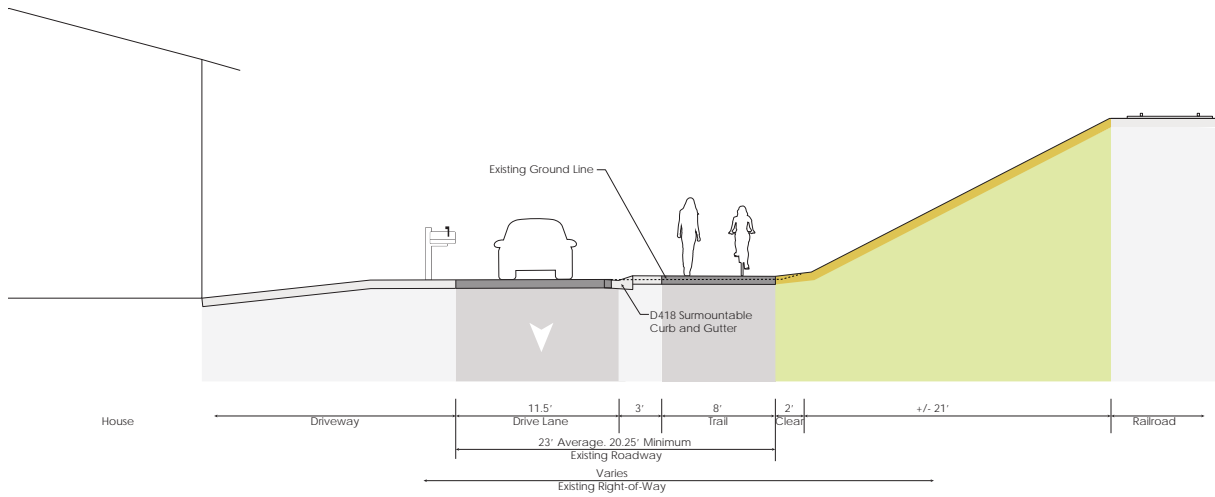 Existing Ground Line
D418 Surmountable
Curb and Gutter
11.5' 3' 8' 2' +/- 21'
House Driveway Drive Lane Trail Clear Railroad
23' Average. 20.25' Minimum
Existing Roadway
Varies
Existing Right-of-Way